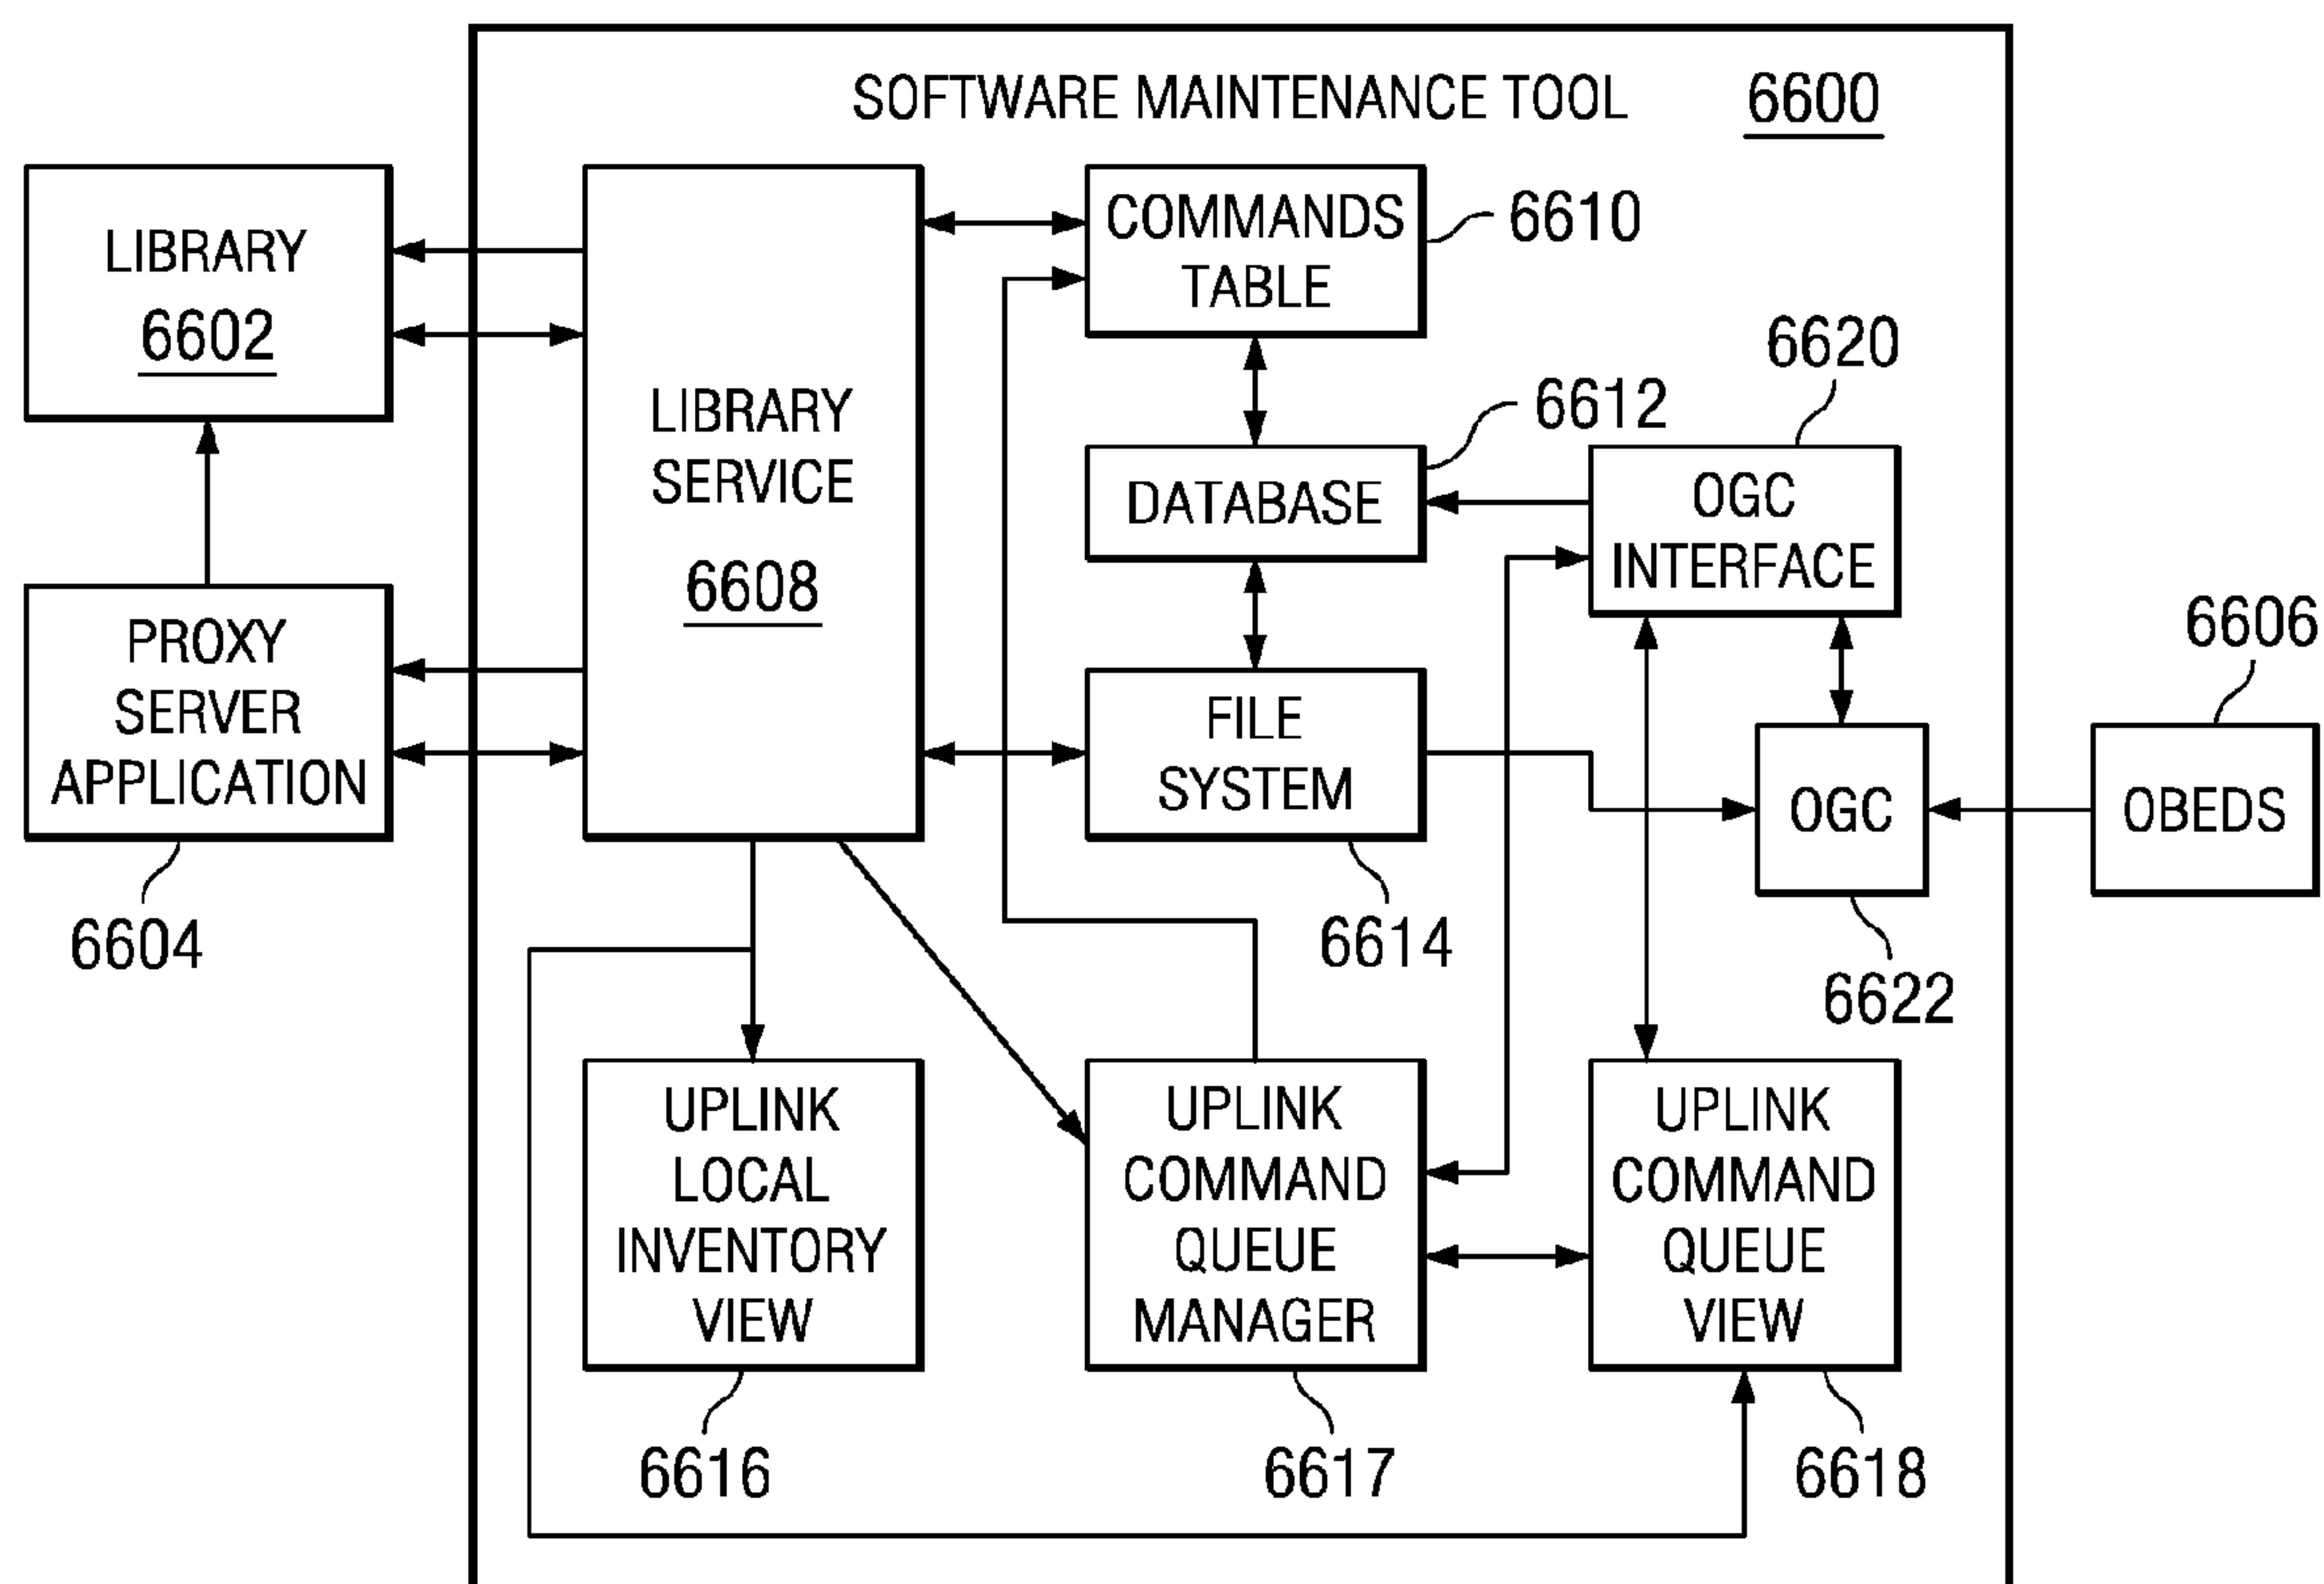 SOFTWARE MAINTENANCE TOOL 6600
LIBRARY
6602
PROXY
SERVER
APPLICATION
6604
LIBRARY
SERVICE
6608
COMMANDS
TABLE
6610
DATABASE
6612
FILE
SYSTEM
6614
OGC
INTERFACE
6620
OGC
6622
OBEDS
6606
UPLINK
LOCAL
INVENTORY
VIEW
6616
UPLINK
COMMAND
QUEUE
MANAGER
6617
UPLINK
COMMAND
QUEUE
VIEW
6618